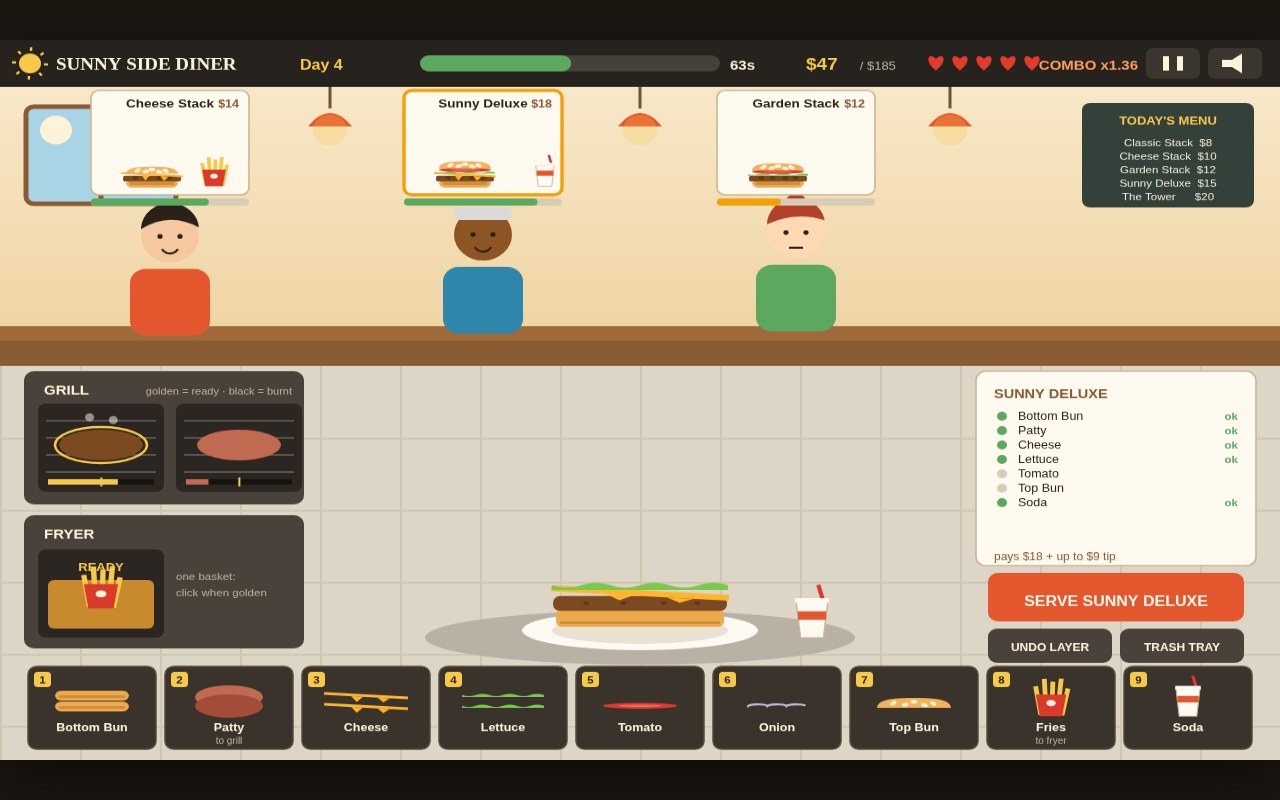 SUNNY SIDE DINER
Day 4
63s
$47 / $185
COMBO x1.36
Cheese Stack $14
Sunny Deluxe $18
Garden Stack $12
TODAY'S MENU
Classic Stack $8
Cheese Stack $10
Garden Stack $12
Sunny Deluxe $15
The Tower $20
GRILL
golden = ready · black = burnt
FRYER
READY
one basket:
click when golden
SUNNY DELUXE
Bottom Bun ok
Patty ok
Cheese ok
Lettuce ok
Tomato
Top Bun
Soda ok
pays $18 + up to $9 tip
SERVE SUNNY DELUXE
UNDO LAYER
TRASH TRAY
1
Bottom Bun
2
Patty
to grill
3
Cheese
4
Lettuce
5
Tomato
6
Onion
7
Top Bun
8
Fries
to fryer
9
Soda